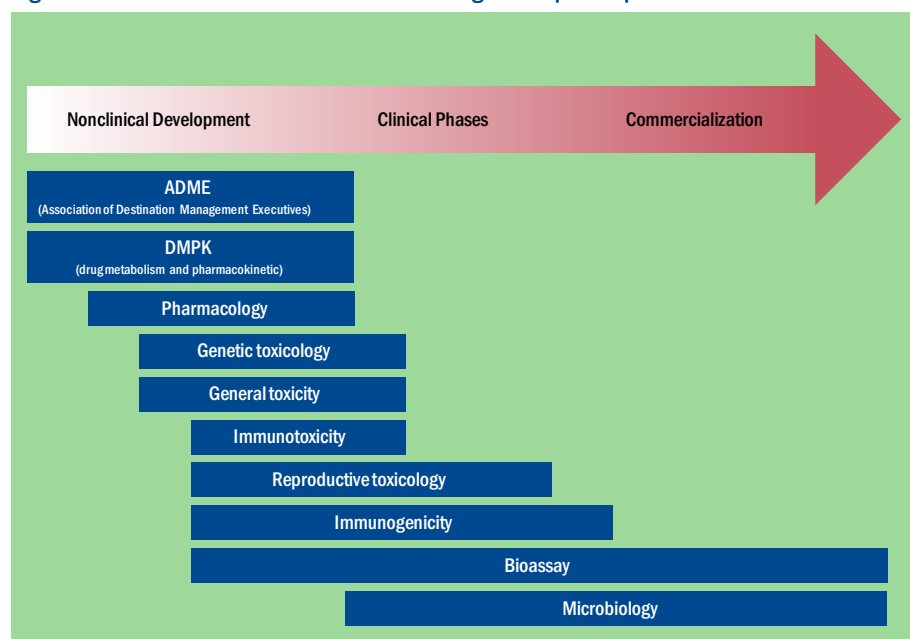 Nonclinical Development
Clinical Phases
Commercialization
ADME
(Association of Destination Management Executives)
DMPK
(drug metabolism and pharmacokinetic)
Pharmacology
Genetic toxicology
General toxicity
Immunotoxicity
Reproductive toxicology
Immunogenicity
Bioassay
Microbiology